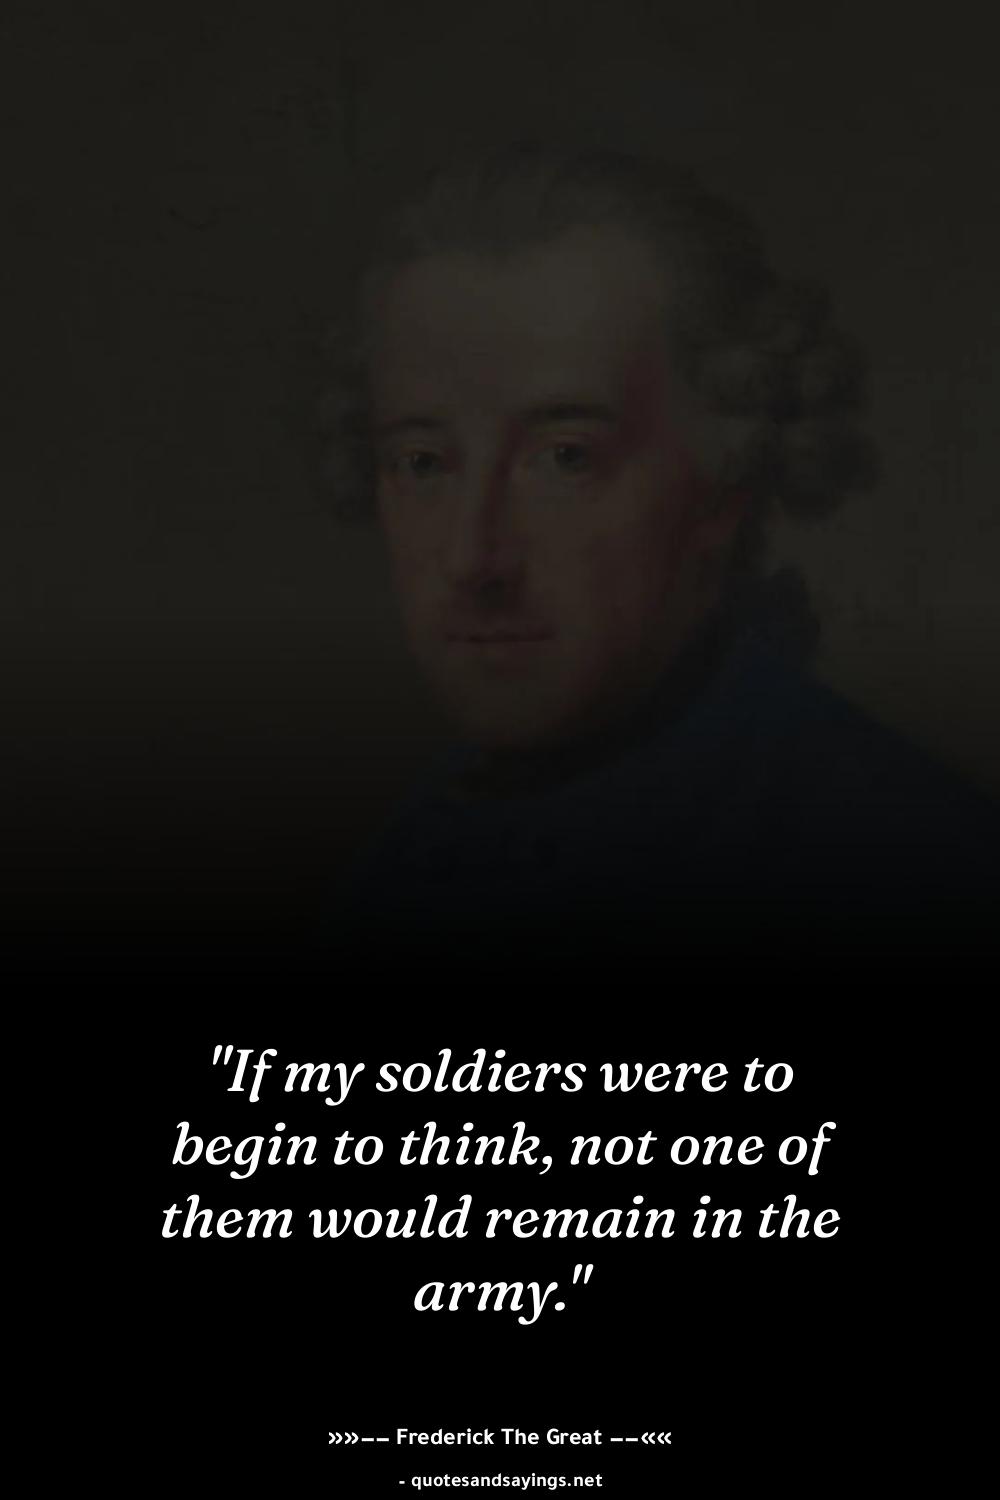 "If my soldiers were to
begin to think, not one of
them would remain in the
army."
»»–– Frederick The Great ––««
- quotesandsayings.net